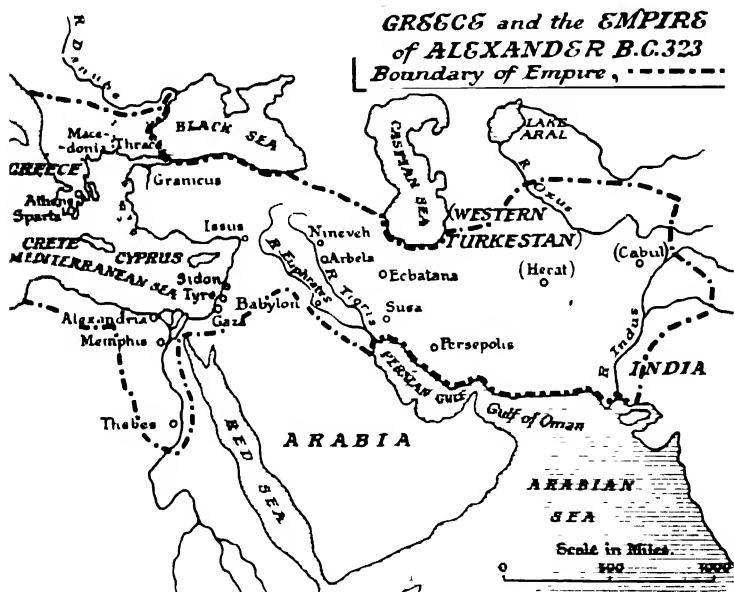 GREECE and the EMPIRE
of ALEXANDER B.C.323
Boundary of Empire,
R. Danube
BLACK SEA
Mace-
donia
Thrace
GREECE
Granicus
Athens
Sparta
CASPIAN SEA
LAKE
ARAL
R. Oxus
(WESTERN
TURKESTAN)
Issus
Nineveh
Arbela
CRETE
CYPRUS
MEDITERRANEAN SEA
R. Euphrates
R. Tigris
Ecbatana
(Herat)
(Cabul)
Sidon
Tyre
Babylon
Susa
Alexandria
Gaza
Memphis
Persepolis
R Indus
INDIA
PERSIAN GULF
Gulf of Oman
Thebes
RED SEA
ARABIA
ARABIAN
SEA
Scale in Miles.
0 500 1000